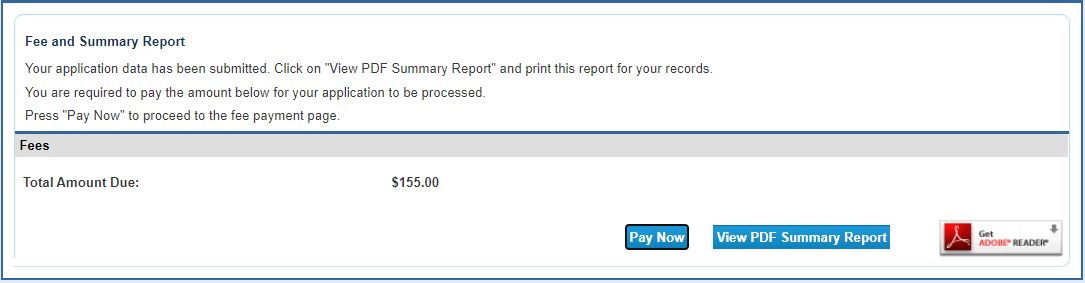 Fee and Summary Report
Your application data has been submitted. Click on "View PDF Summary Report" and print this report for your records.
You are required to pay the amount below for your application to be processed.
Press "Pay Now" to proceed to the fee payment page.
Fees
Total Amount Due: $155.00
Pay Now View PDF Summary Report
Get
ADOBE® READER®